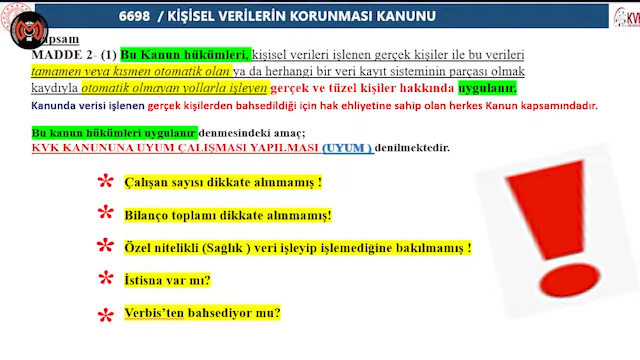 6698 / KİŞİSEL VERİLERİN KORUNMASI KANUNU
KV
MADDE 2- (1) Bu Kanun hükümleri, kişisel verileri işlenen gerçek kişiler ile bu verileri
tamamen veya kısmen otomatik olan ya da herhangi bir veri kayıt sisteminin parçası olmak
kaydıyla otomatik olmayan yollarla işleyen gerçek ve tüzel kişiler hakkında uygulanır.
Kanunda verisi işlenen gerçek kişilerden bahsedildiği için hak ehliyetine sahip olan herkes Kanun kapsamındadır.
Bu kanun hükümleri uygulanır denmesindeki amaç;
KVK KANUNUNA UYUM ÇALIŞMASI YAPILMASI (UYUM ) denilmektedir.
* Çalışan sayısı dikkate alınmamış !
* Bilanço toplamı dikkate alınmamış!
* Özel nitelikli (Sağlık ) veri işleyip işlemediğine bakılmamış !
* İstisna var mı?
* Verbis’ten bahsediyor mu?